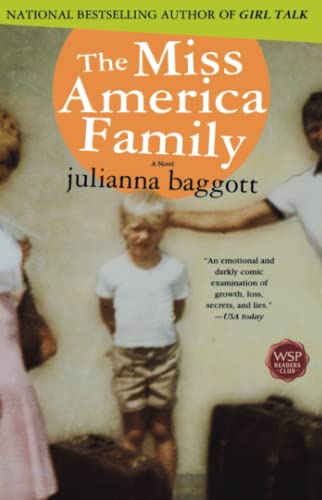 NATIONAL BESTSELLING AUTHOR OF GIRL TALK
The Miss
America
Family
A Novel
julianna baggott
"An emotional and
darkly comic
examination of
growth, loss,
secrets, and lies."
—USA today
WSP
READERS
CLUB